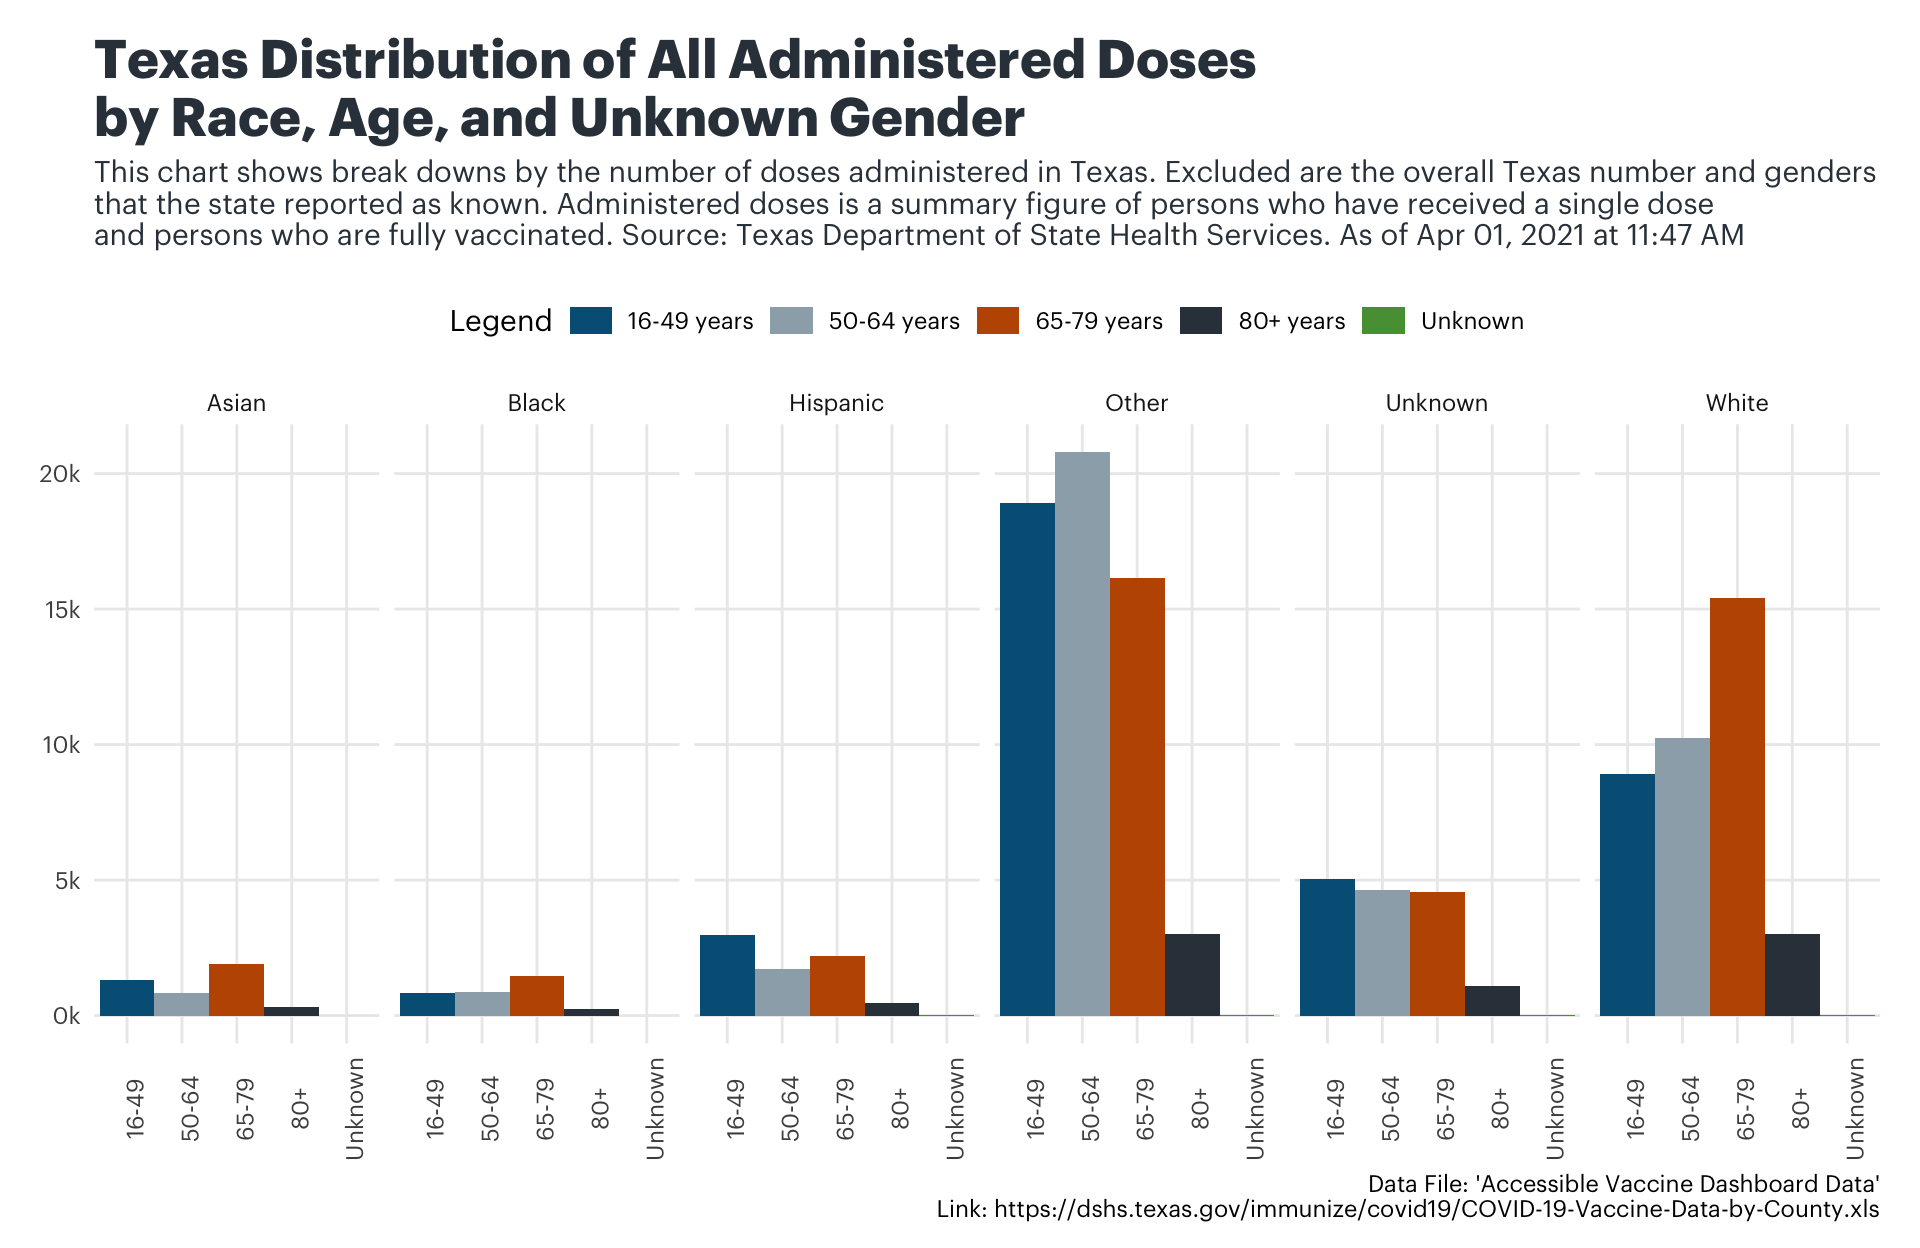 Texas Distribution of All Administered Doses
by Race, Age, and Unknown Gender
This chart shows break downs by the number of doses administered in Texas. Excluded are the overall Texas number and genders
that the state reported as known. Administered doses is a summary figure of persons who have received a single dose
and persons who are fully vaccinated. Source: Texas Department of State Health Services. As of Apr 01, 2021 at 11:47 AM
Legend 16-49 years 50-64 years 65-79 years 80+ years Unknown
Asian Black Hispanic Other Unknown White
20k
15k
10k
5k
0k
16-49 50-64 65-79 80+ Unknown 16-49 50-64 65-79 80+ Unknown 16-49 50-64 65-79 80+ Unknown 16-49 50-64 65-79 80+ Unknown 16-49 50-64 65-79 80+ Unknown 16-49 50-64 65-79 80+ Unknown
Data File: 'Accessible Vaccine Dashboard Data'
Link: https://dshs.texas.gov/immunize/covid19/COVID-19-Vaccine-Data-by-County.xls